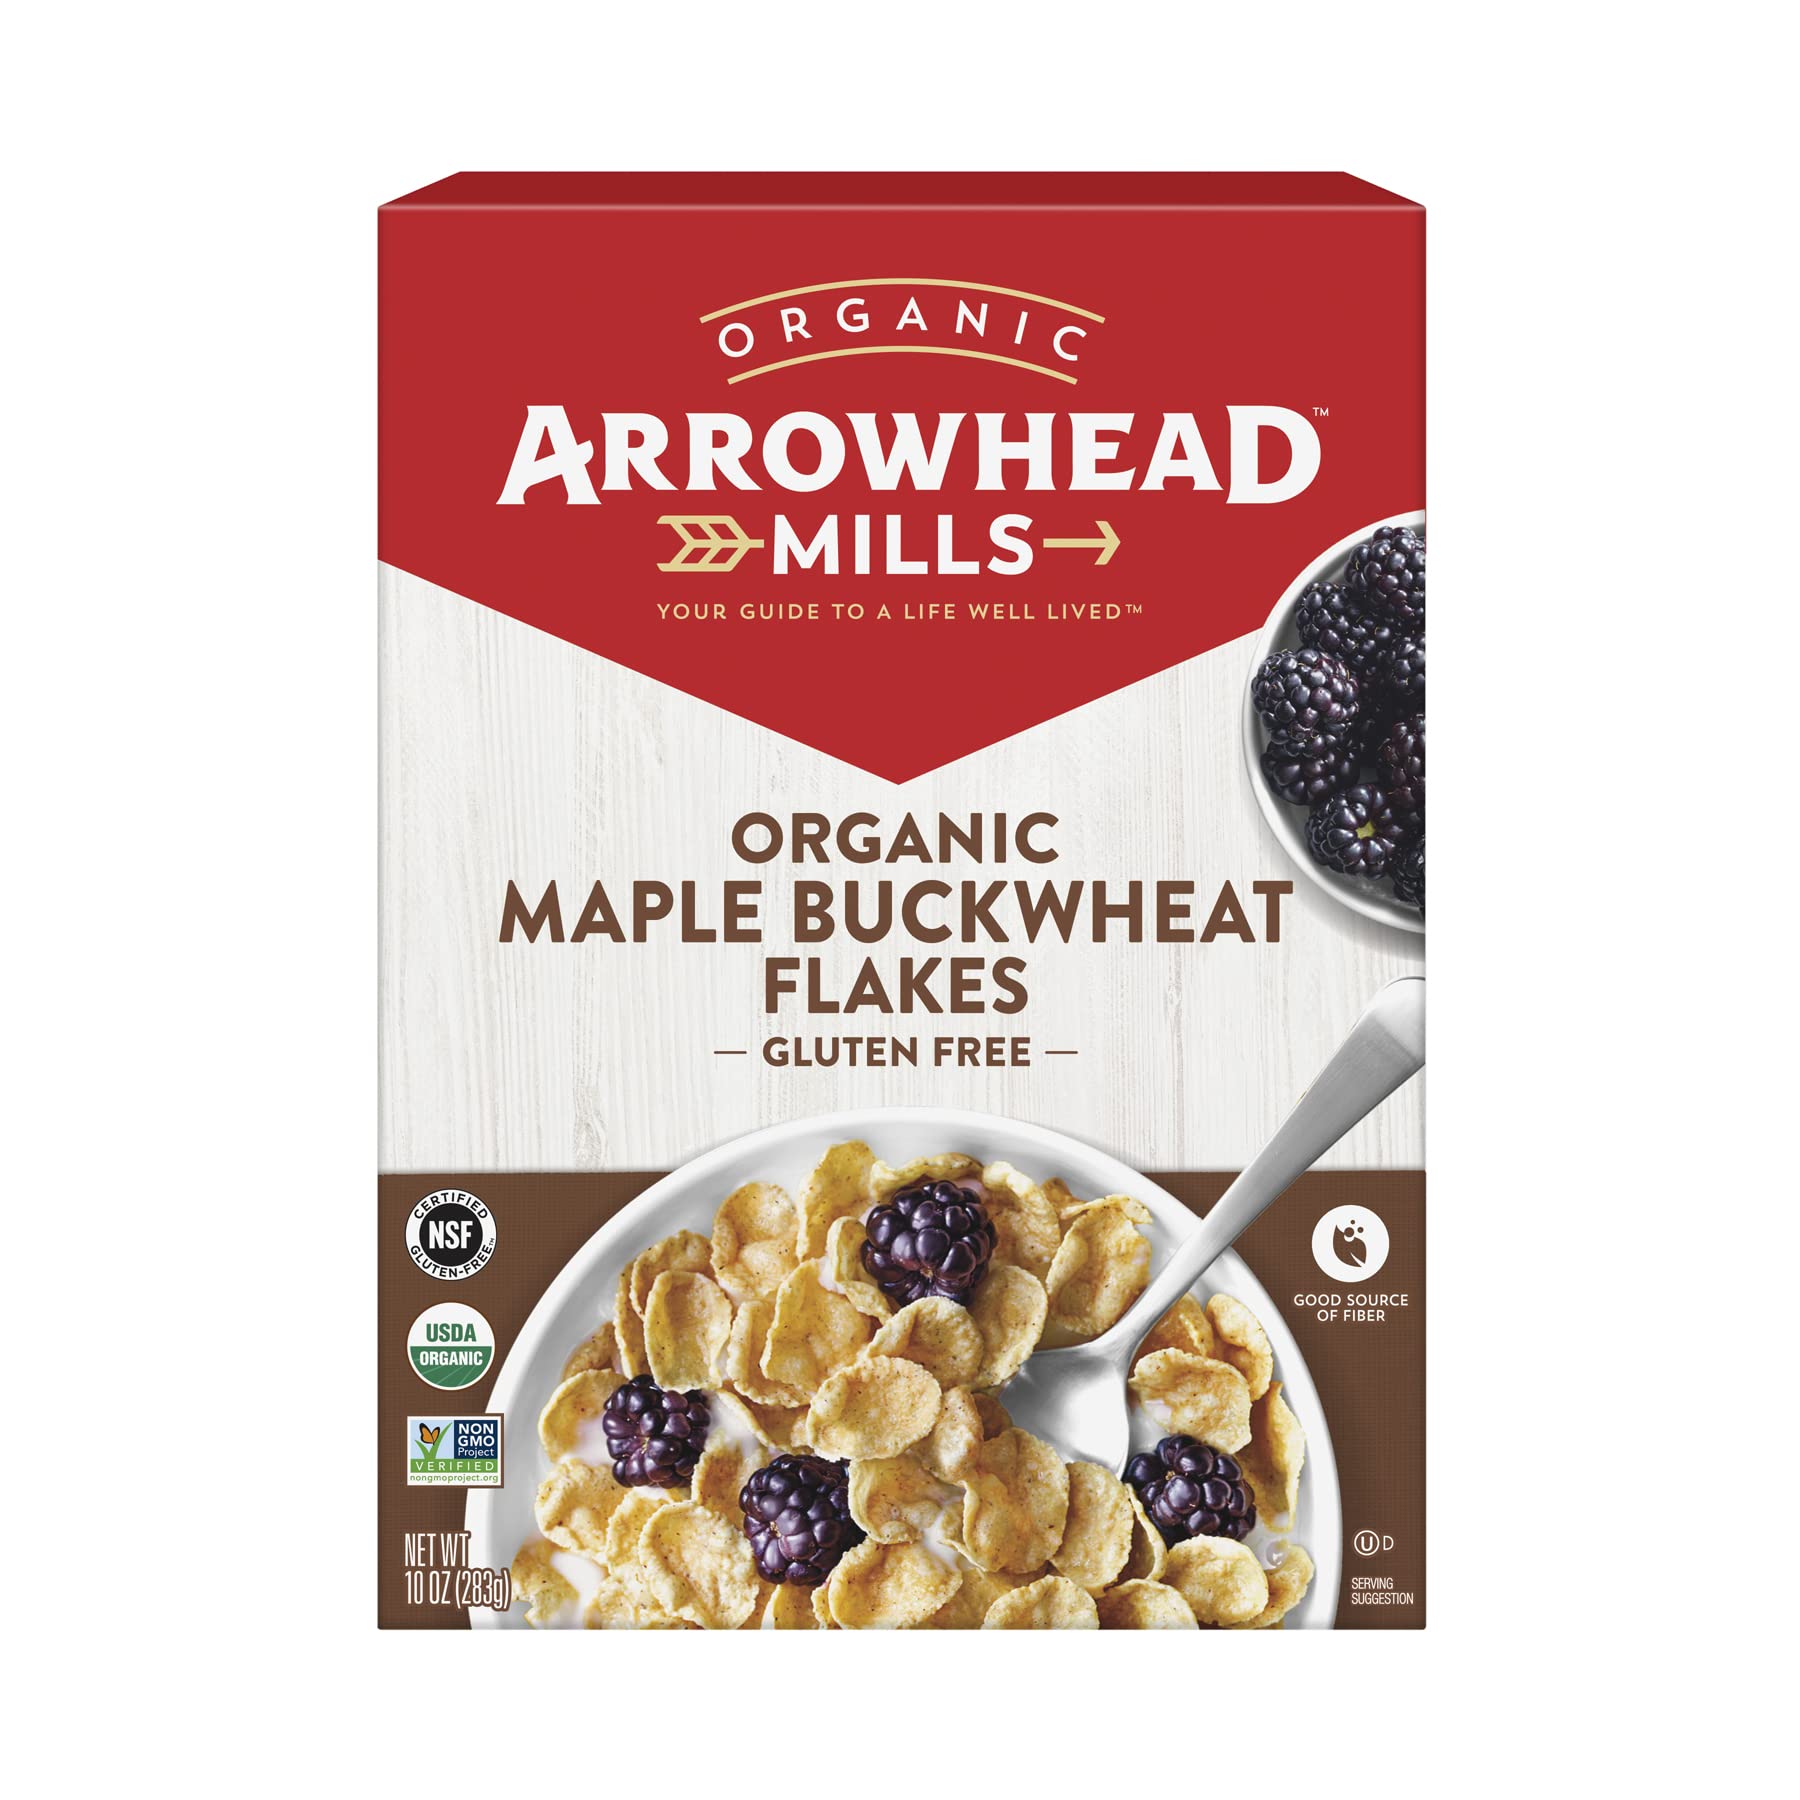 ORGANIC
ARROWHEAD™
MILLS
YOUR GUIDE TO A LIFE WELL LIVED™
ORGANIC
MAPLE BUCKWHEAT
FLAKES
— GLUTEN FREE —
CERTIFIED
NSF
GLUTEN-FREE™
USDA
ORGANIC
NON
GMO
Project
VERIFIED
nongmoproject.org
NET WT
10 OZ (283g)
GOOD SOURCE
OF FIBER
U D
SERVING
SUGGESTION